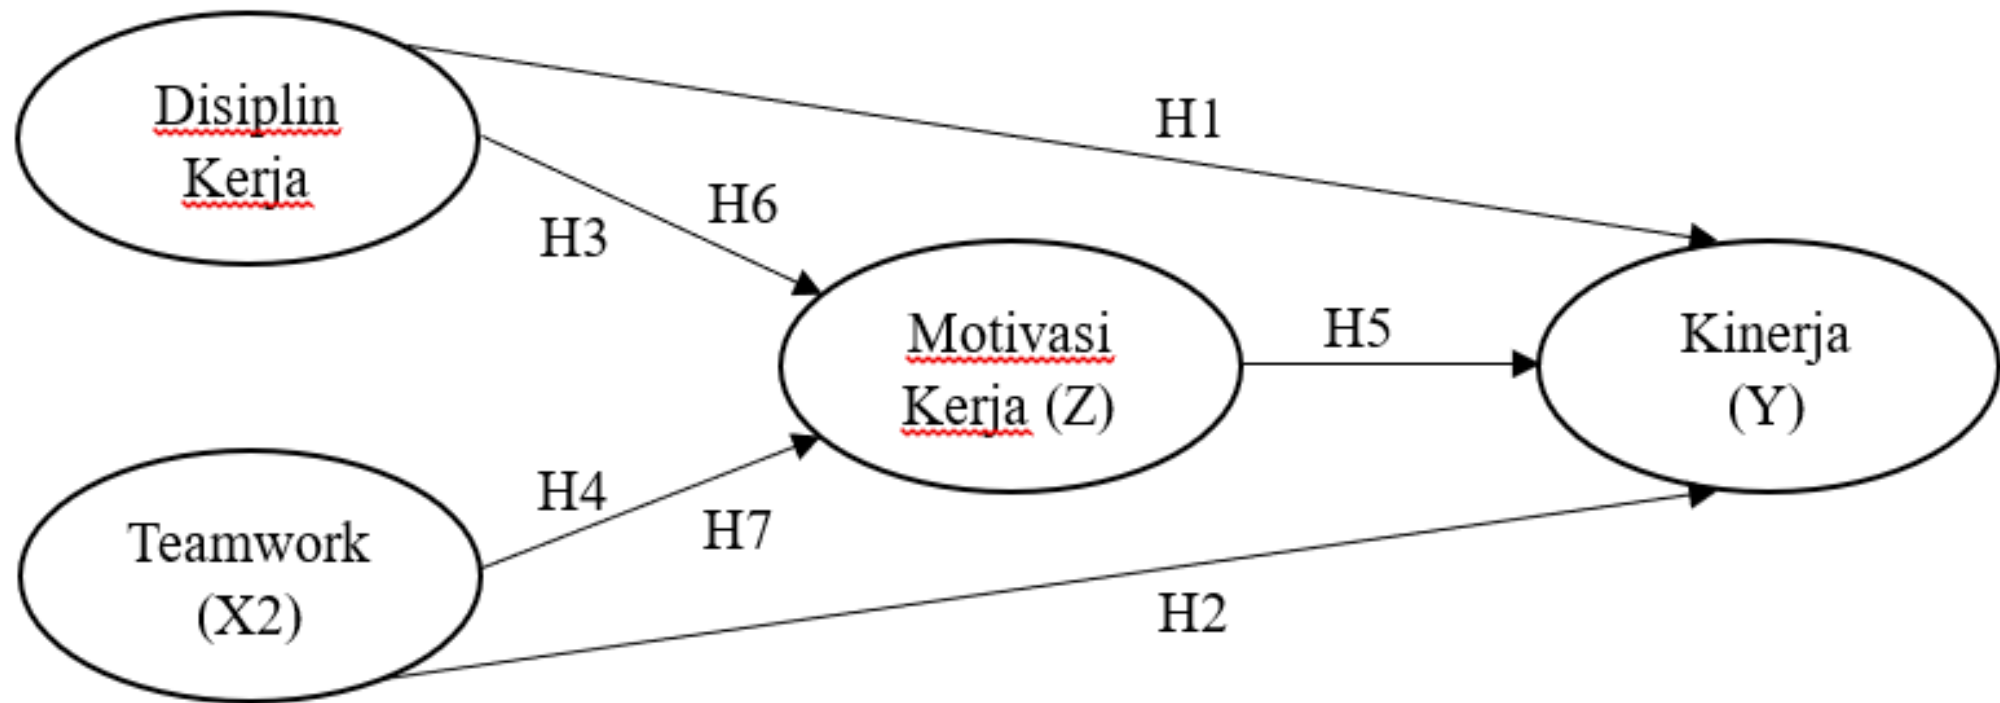 Disiplin
Kerja
H1
H6
H3
Motivasi
Kerja (Z)
H5
Kinerja
(Y)
Teamwork
(X2)
H4
H7
H2